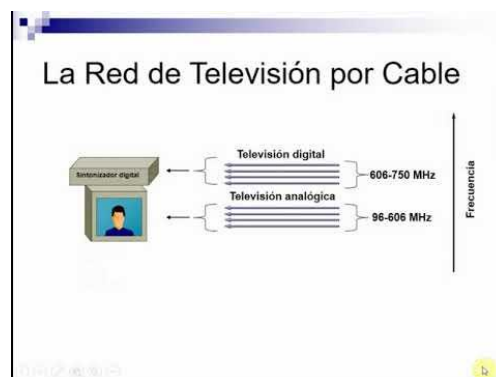 La Red de Televisión por Cable
Televisión digital
Sintonizador digital
606-750 MHz
Televisión analógica
96-606 MHz
Frecuencia